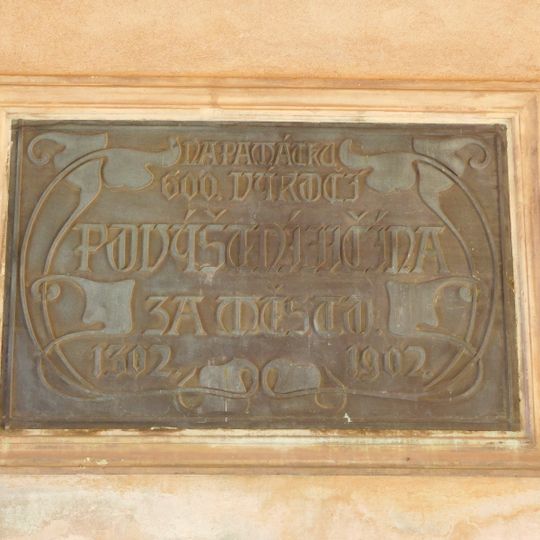 NA PAMÁTKU
600. VÝROČÍ
POVÝŠENÍ JIČÍNA
ZA MĚSTO.
1302. 1902.